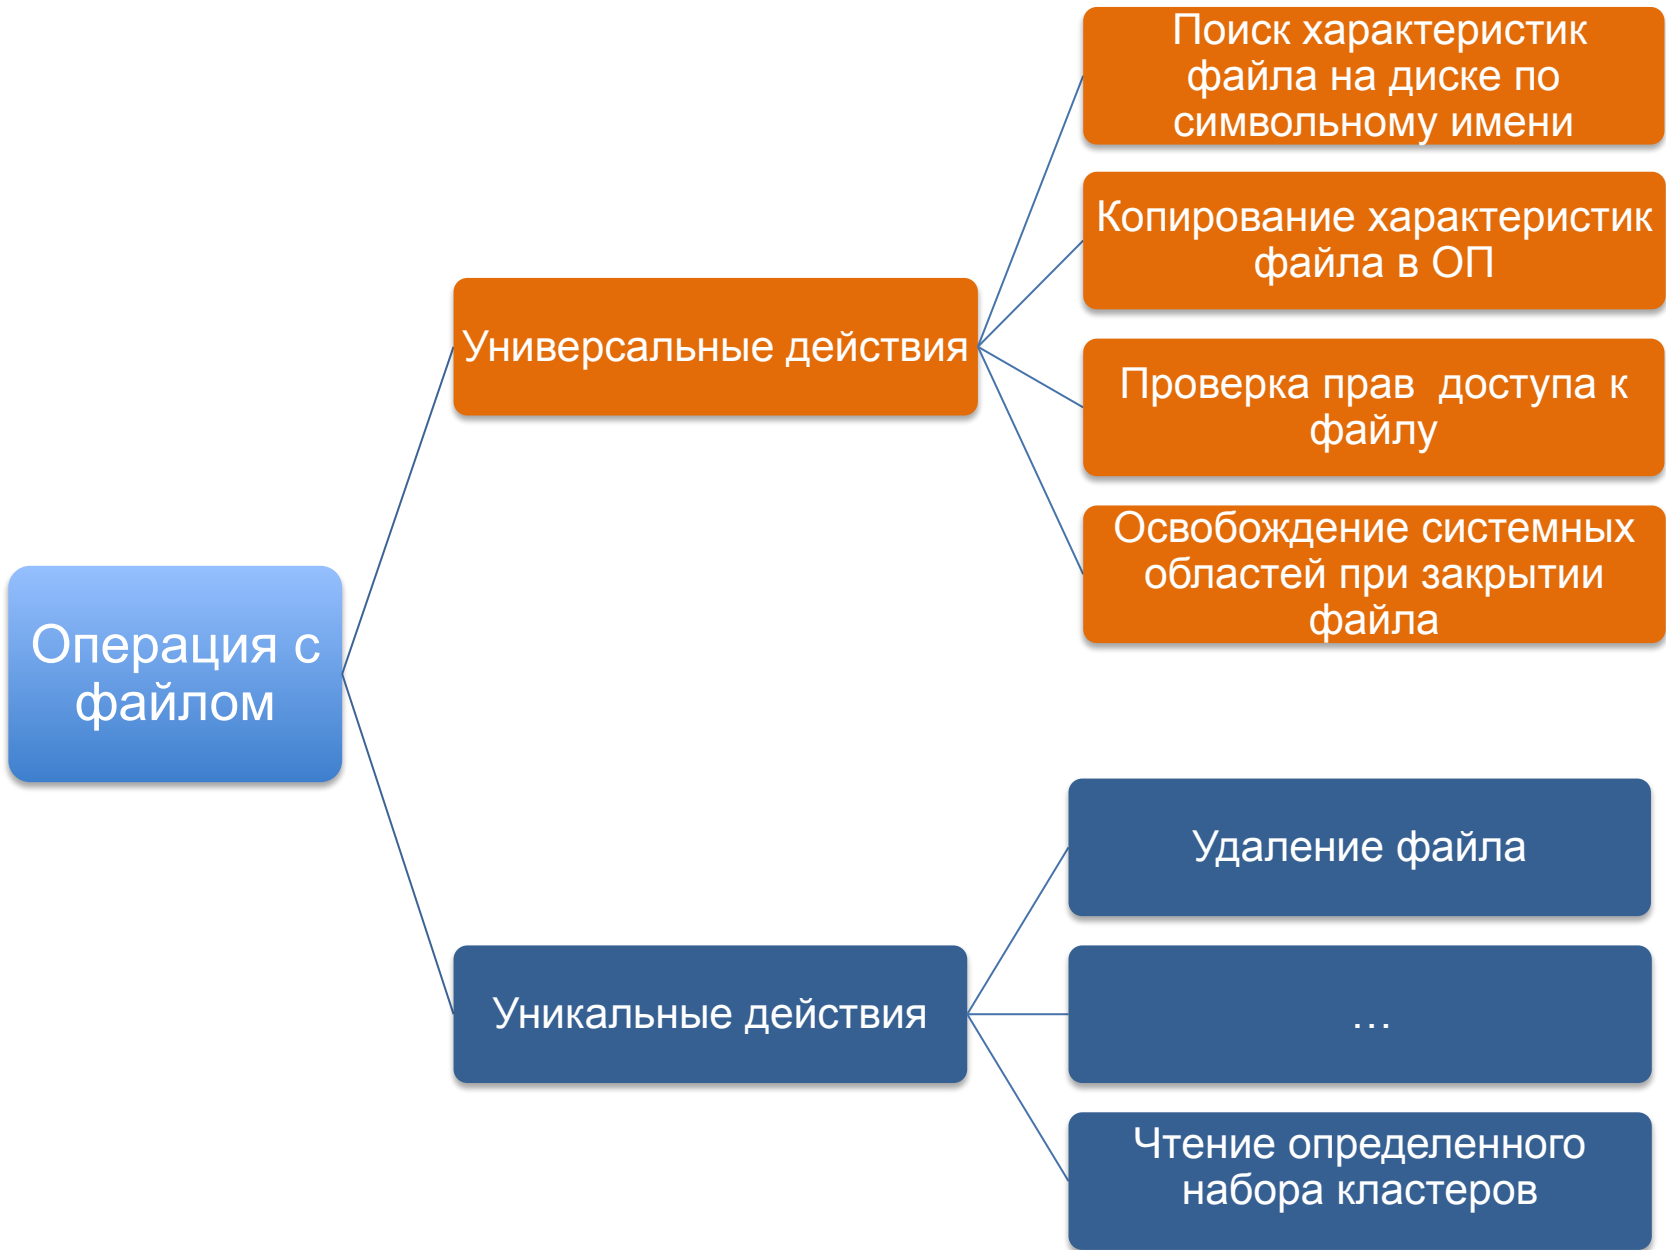 Поиск характеристик
файла на диске по
символьному имени
Копирование характеристик
файла в ОП
Универсальные действия
Проверка прав доступа к
файлу
Освобождение системных
областей при закрытии
файла
Операция с
файлом
Удаление файла
Уникальные действия
...
Чтение определенного
набора кластеров